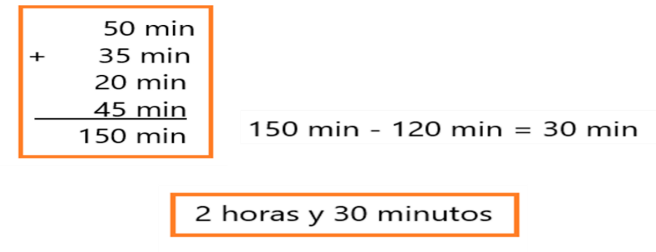 50 min
+ 35 min
20 min
45 min
150 min
150 min - 120 min = 30 min
2 horas y 30 minutos